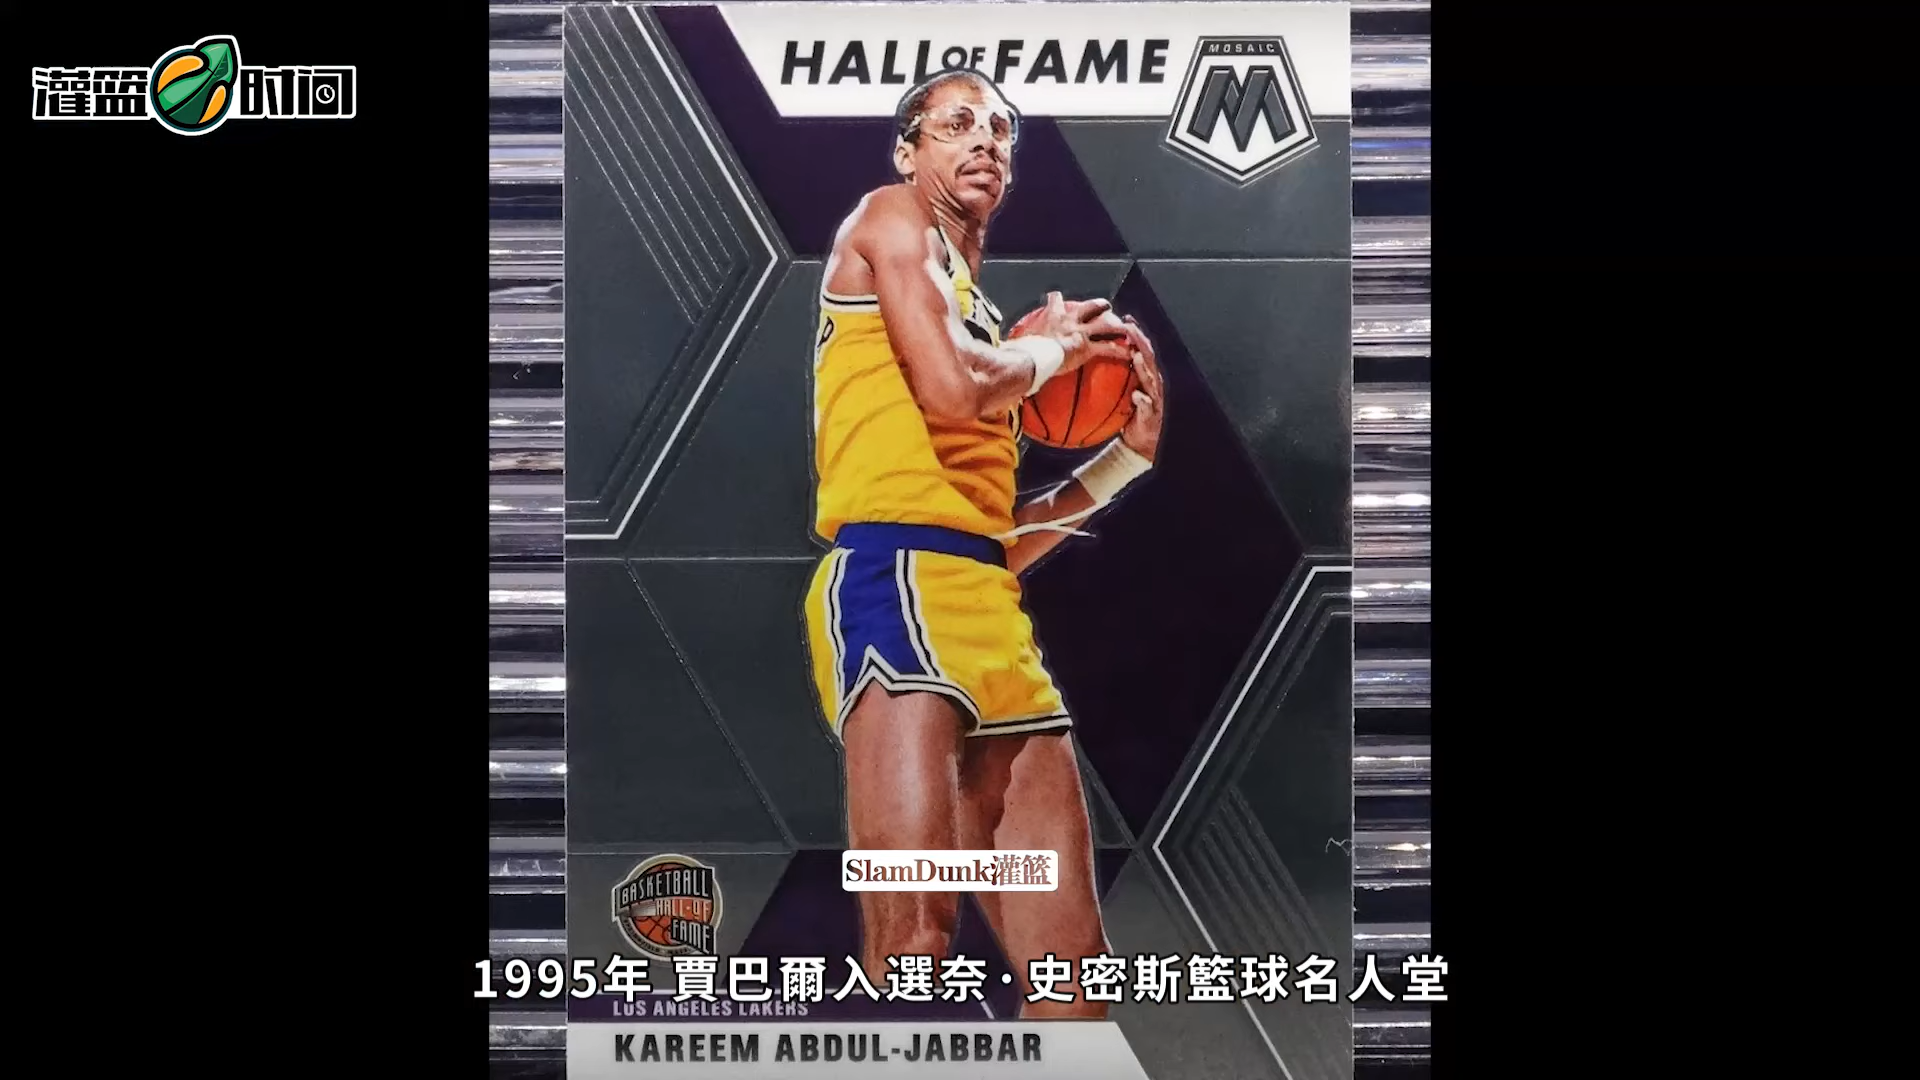 灌篮时间
HALL OF FAME
MOSAIC
M
SlamDunk灌篮
BASKETBALL
HALL-OF
FAME
1995年 賈巴爾入選奈·史密斯籃球名人堂
LOS ANGELES LAKERS
KAREEM ABDUL-JABBAR